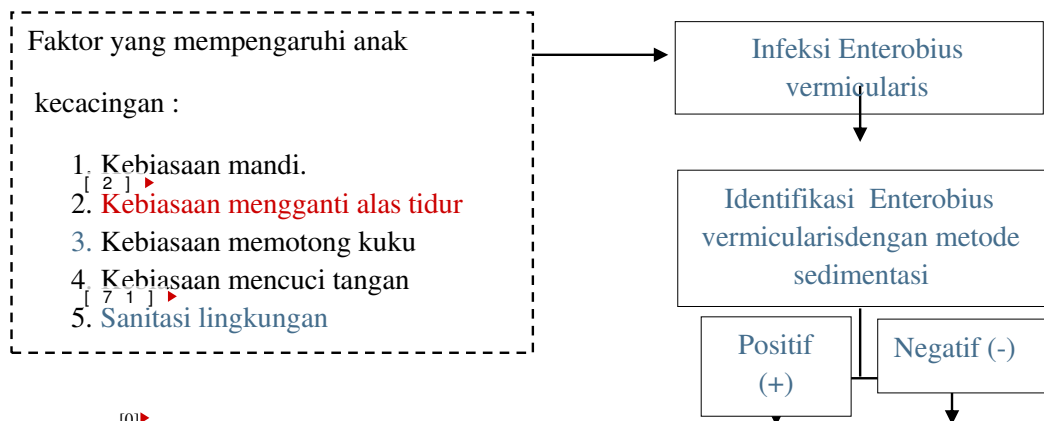 Faktor yang mempengaruhi anak
kecacingan :
1. Kebiasaan mandi.
[ 2 ]
2. Kebiasaan mengganti alas tidur
3. Kebiasaan memotong kuku
4. Kebiasaan mencuci tangan
[ 7 1 ]
5. Sanitasi lingkungan
[0]
Infeksi Enterobius
vermicularis
Identifikasi Enterobius
vermicularisdengan metode
sedimentasi
Positif
(+)
Negatif (-)